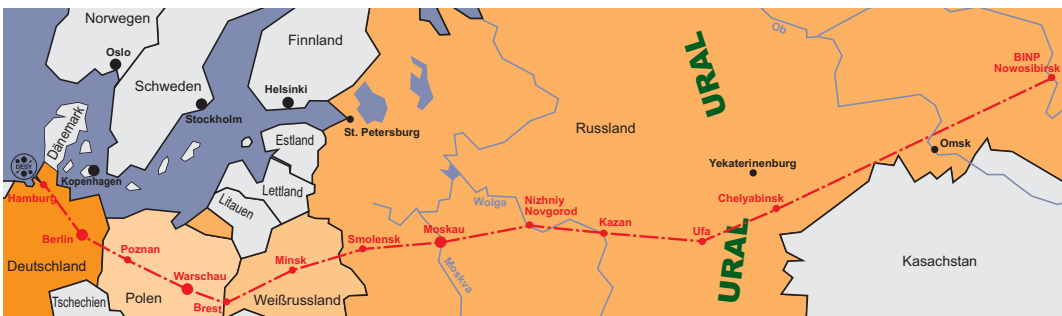 Norwegen
Oslo
Finnland
Schweden
Helsinki
Stockholm
Dänemark
DESY
Kopenhagen
Hamburg
Berlin
Deutschland
Tschechien
Poznan
Warschau
Polen
Brest
Litauen
Lettland
Estland
St. Petersburg
Minsk
Weißrussland
Smolensk
Moskau
Moskva
Wolga
Nizhniy
Novgorod
Kazan
Russland
Ufa
URAL
URAL
Yekaterinenburg
Chelyabinsk
Ob
Omsk
BINP
Nowosibirsk
Kasachstan